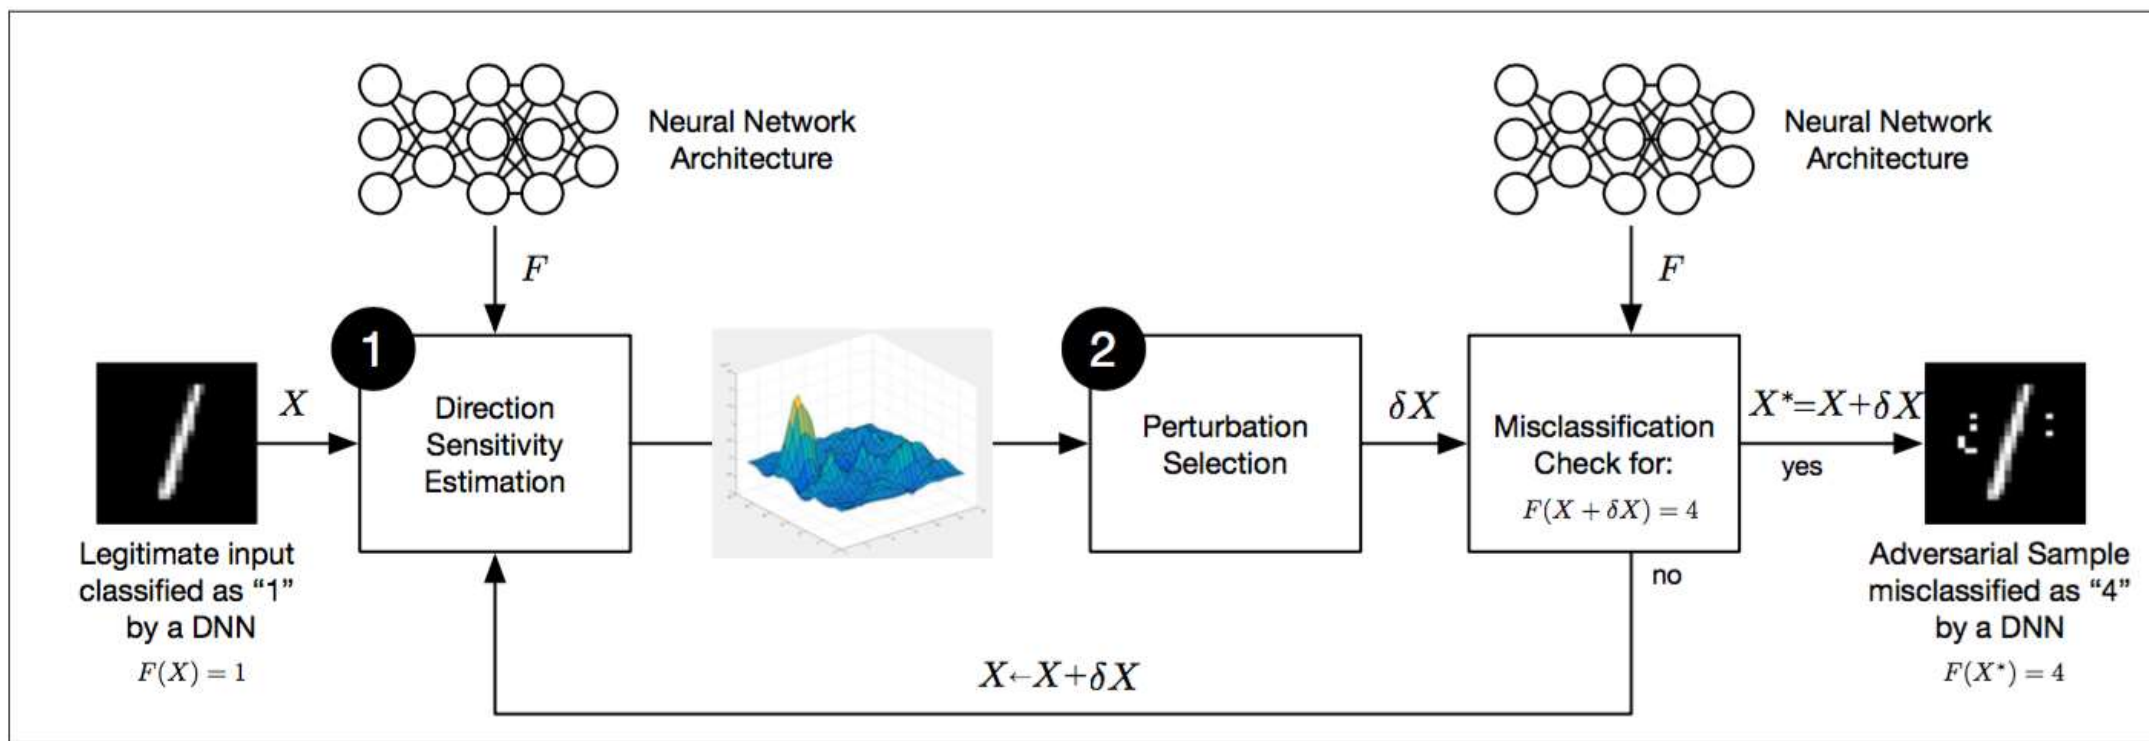 Neural Network
Architecture
Neural Network
Architecture
F
F
1
2
X
Direction
Sensitivity
Estimation
Perturbation
Selection
δX
Misclassification
Check for:
F(X + δX) = 4
X*=X+δX
yes
no
Legitimate input
classified as “1”
by a DNN
F(X) = 1
Adversarial Sample
misclassified as “4”
by a DNN
F(X*) = 4
X←X+δX